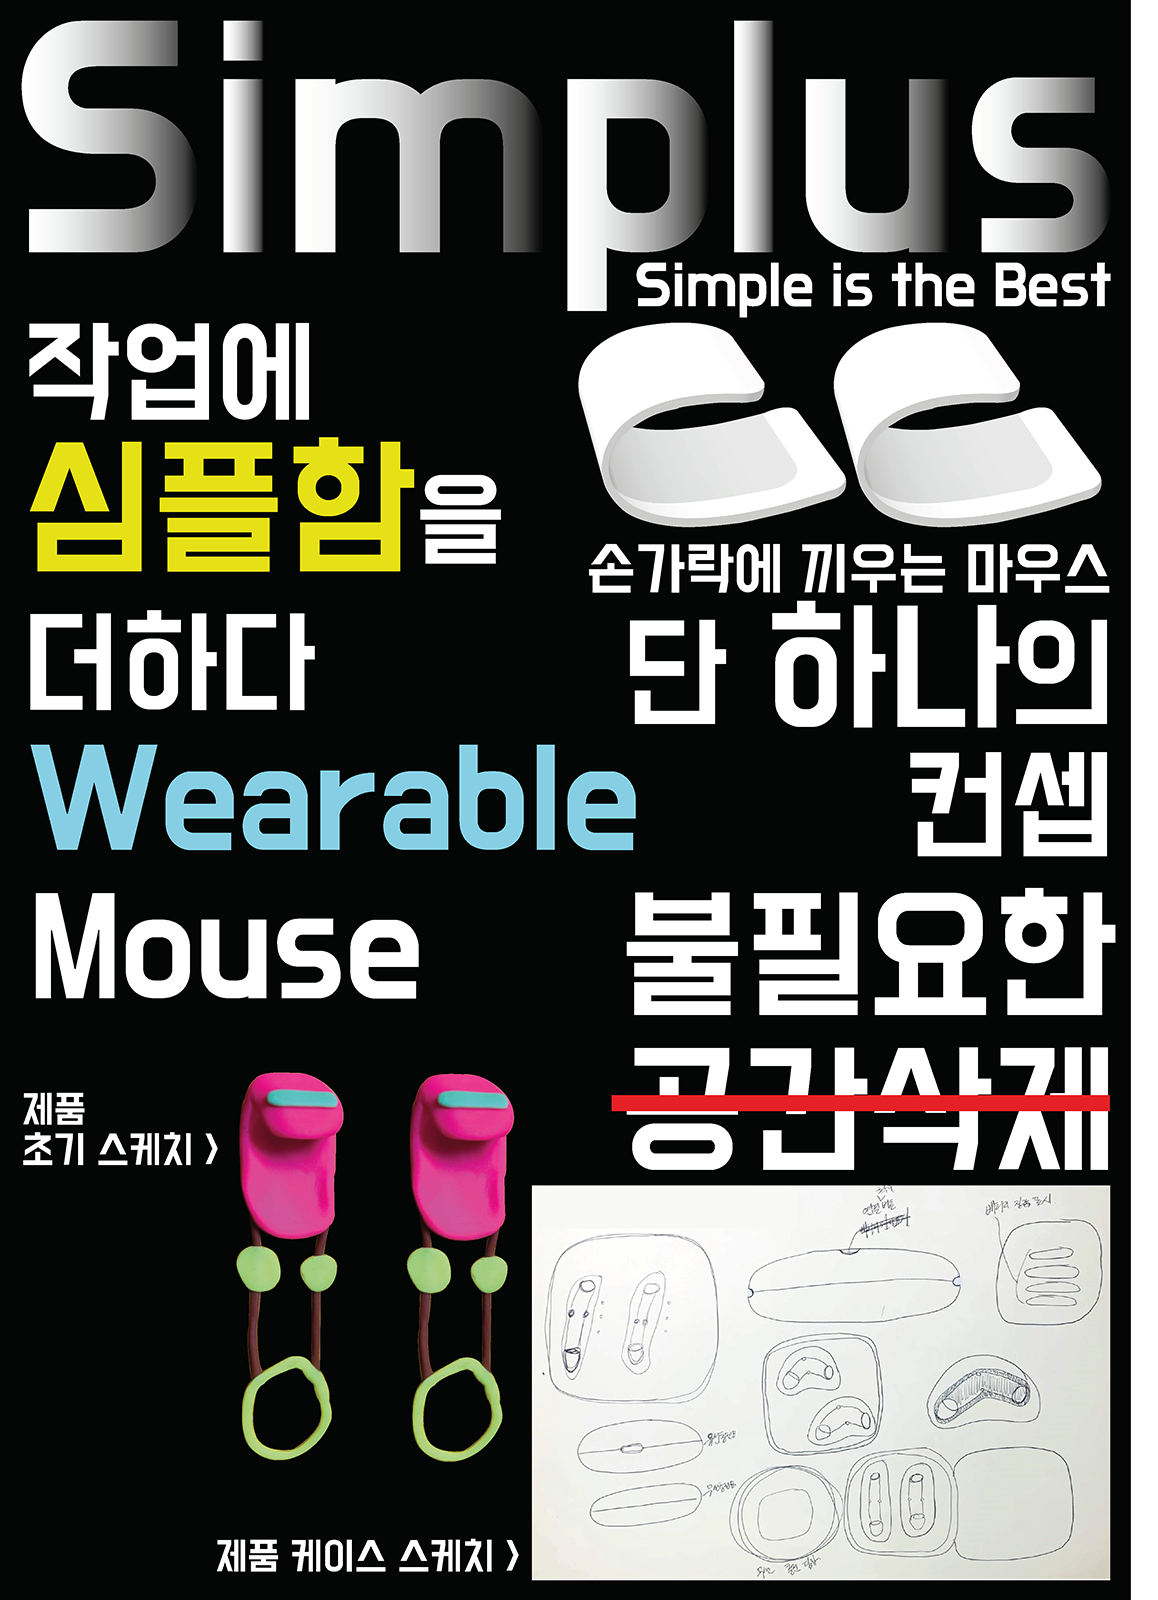 Simplus
Simple is the Best
작업에
심플함을
더하다
Wearable
Mouse
손가락에 끼우는 마우스
단 하나의
컨셉
불필요한
공간삭제
제품
초기 스케치 >
제품 케이스 스케치 >